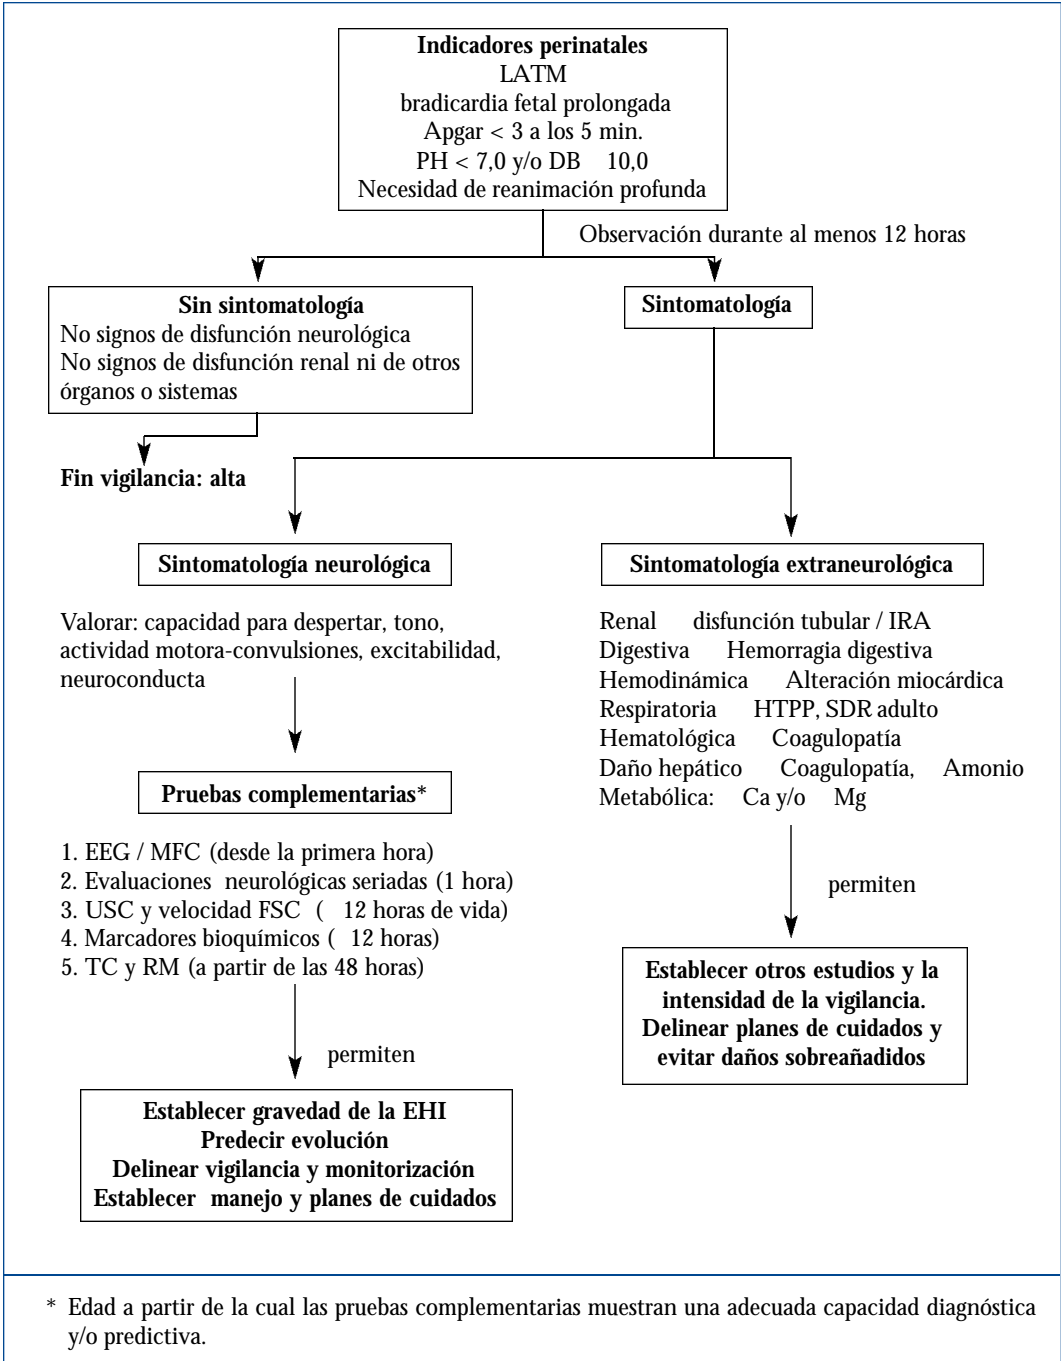 Indicadores perinatales
LATM
bradicardia fetal prolongada
Apgar < 3 a los 5 min.
PH < 7,0 y/o DB 10,0
Necesidad de reanimación profunda
Observación durante al menos 12 horas
Sin sintomatología
No signos de disfunción neurológica
No signos de disfunción renal ni de otros
órganos o sistemas
Sintomatología
Fin vigilancia: alta
Sintomatología neurológica
Valorar: capacidad para despertar, tono,
actividad motora-convulsiones, excitabilidad,
neuroconducta
Pruebas complementarias*
1. EEG / MFC (desde la primera hora)
2. Evaluaciones neurológicas seriadas (1 hora)
3. USC y velocidad FSC ( 12 horas de vida)
4. Marcadores bioquímicos ( 12 horas)
5. TC y RM (a partir de las 48 horas)
permiten
Establecer gravedad de la EHI
Predecir evolución
Delinear vigilancia y monitorización
Establecer manejo y planes de cuidados
Sintomatología extraneurológica
Renal disfunción tubular / IRA
Digestiva Hemorragia digestiva
Hemodinámica Alteración miocárdica
Respiratoria HTPP, SDR adulto
Hematológica Coagulopatía
Daño hepático Coagulopatía, Amonio
Metabólica: Ca y/o Mg
permiten
Establecer otros estudios y la
intensidad de la vigilancia.
Delinear planes de cuidados y
evitar daños sobreañadidos
* Edad a partir de la cual las pruebas complementarias muestran una adecuada capacidad diagnóstica
y/o predictiva.